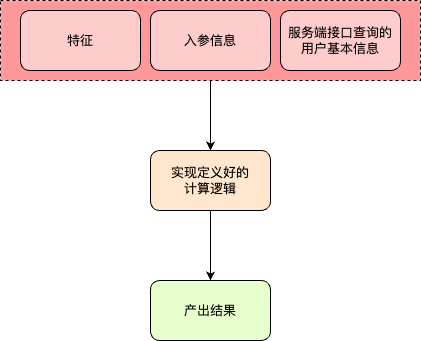 特征
入参信息
服务端接口查询的
用户基本信息
实现定义好的
计算逻辑
产出结果